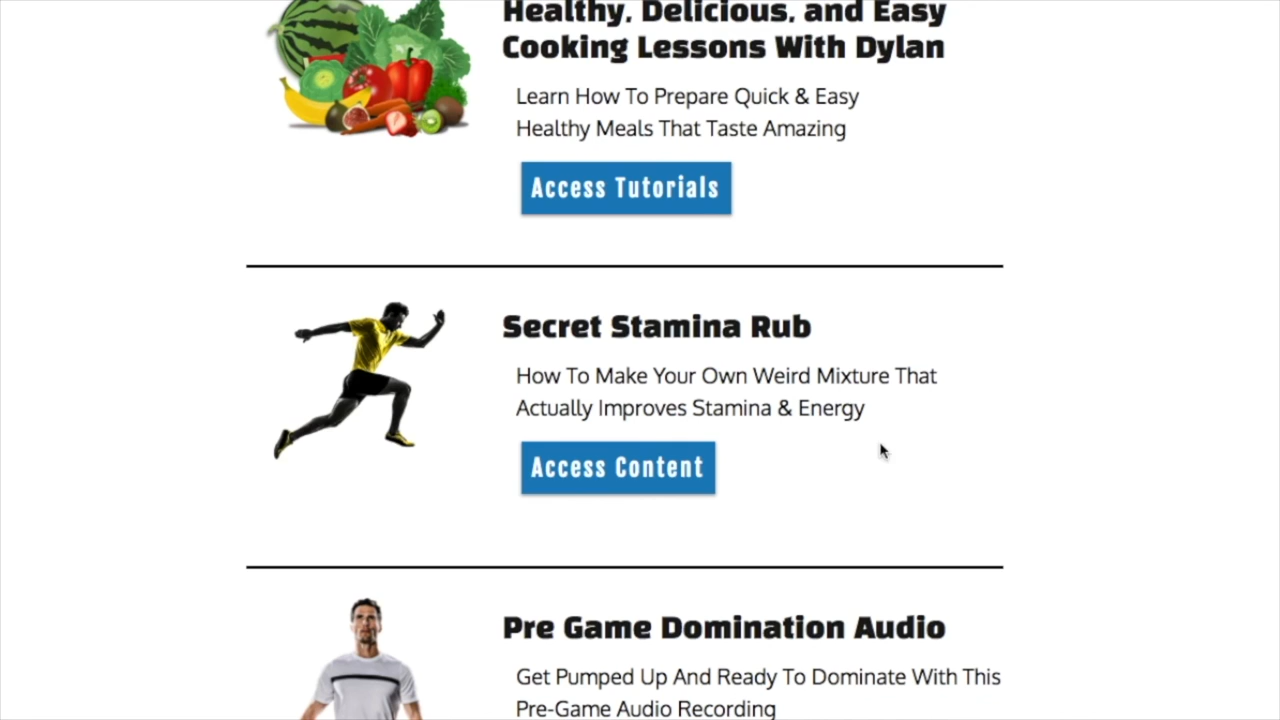 Healthy, Delicious, and Easy
Cooking Lessons With Dylan
Learn How To Prepare Quick & Easy
Healthy Meals That Taste Amazing
Access Tutorials
Secret Stamina Rub
How To Make Your Own Weird Mixture That
Actually Improves Stamina & Energy
Access Content
Pre Game Domination Audio
Get Pumped Up And Ready To Dominate With This
Pre-Game Audio Recording